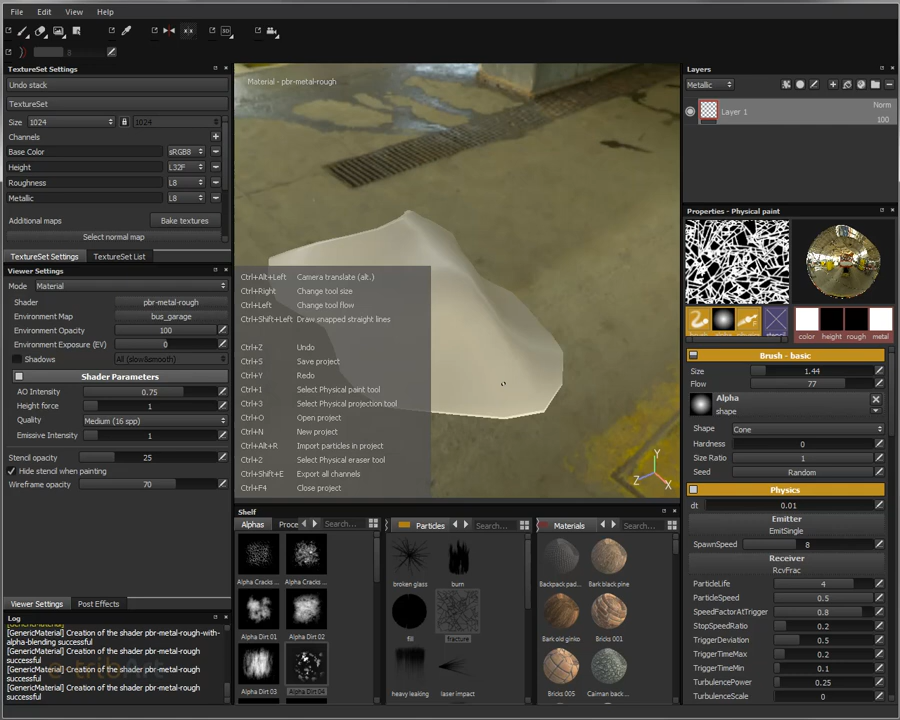 File Edit View Help
TextureSet Settings
Undo stack
TextureSet
Size 1024 1024
Channels
Base Color sRGB8
Height L32F
Roughness L8
Metallic L8
Additional maps Bake textures
Select normal map
TextureSet Settings TextureSet List
Viewer Settings
Mode Material
Shader pbr-metal-rough
Environment Map bus_garage
Environment Opacity 100
Environment Exposure (EV) 0
Shadows All (slow&smooth)
Shader Parameters
AO Intensity 0.75
Height force 1
Quality Medium (16 spp)
Emissive Intensity 1
Stencil opacity 25
Hide stencil when painting
Wireframe opacity 70
Viewer Settings Post Effects
Log
[GenericMaterial] Creation of the shader pbr-metal-rough-with-
alpha-blending successful
[GenericMaterial] Creation of the shader pbr-metal-rough
successful
[GenericMaterial] Creation of the shader pbr-metal-rough
successful
[GenericMaterial] Creation of the shader pbr-metal-rough
successful
Material - pbr-metal-rough
Ctrl+Alt+Left Camera translate (alt.)
Ctrl+Right Change tool size
Ctrl+Left Change tool flow
Ctrl+Shift+Left Draw snapped straight lines
Ctrl+Z Undo
Ctrl+S Save project
Ctrl+Y Redo
Ctrl+1 Select Physical paint tool
Ctrl+3 Select Physical projection tool
Ctrl+O Open project
Ctrl+N New project
Ctrl+Alt+R Import particles in project
Ctrl+2 Select Physical eraser tool
Ctrl+Shift+E Export all channels
Ctrl+F4 Close project
Y
Z X
Shelf
Alphas Proce Search...
Alpha Cracks ... Alpha Cracks ...
Alpha Dirt 01 Alpha Dirt 02
Alpha Dirt 03 Alpha Dirt 04
Particles Search...
broken glass burn
fill fracture
heavy leaking laser impact
Materials Search...
Backpack pad... Bark black pine
Bark old ginko Bricks 001
Bricks 005 Caiman back...
Layers
Metallic
Layer 1 Norm
100
Properties - Physical paint
stencil
color height rough metal
Brush - basic
Size 1.44
Flow 77
Alpha
shape
Shape Cone
Hardness 0
Size Ratio 1
Seed Random
Physics
dt 0.01
Emitter
EmitSingle
SpawnSpeed 8
Receiver
RcvFrac
ParticleLife 4
ParticleSpeed 0.5
SpeedFactorAtTrigger 0.8
StopSpeedRatio 0.2
TriggerDeviation 0.5
TriggerTimeMax 0.2
TriggerTimeMin 0.1
TurbulencePower 0.25
TurbulenceScale 0